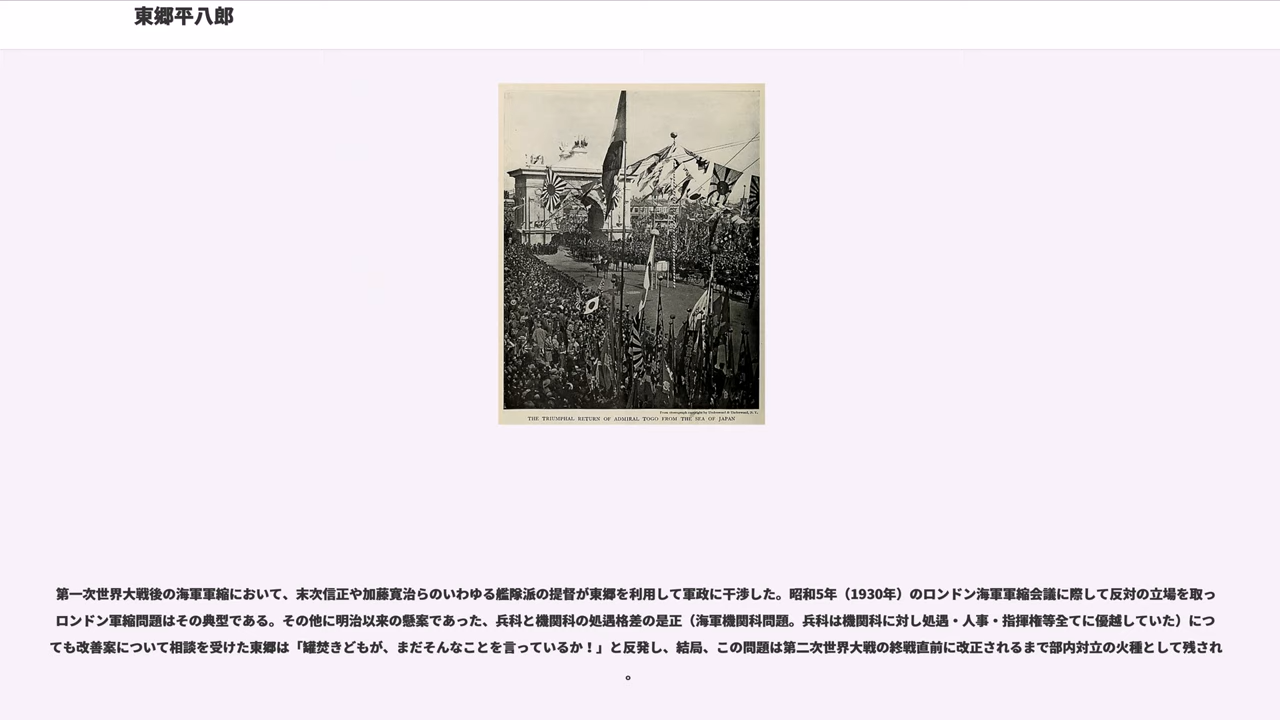 東郷平八郎
From photograph copyright by Underwood & Underwood, N. Y.
THE TRIUMPHAL RETURN OF ADMIRAL TOGO FROM THE SEA OF JAPAN
第一次世界大戦後の海軍軍縮において、末次信正や加藤寛治らのいわゆる艦隊派の提督が東郷を利用して軍政に干渉した。昭和5年（1930年）のロンドン海軍軍縮会議に際して反対の立場を取っ
ロンドン軍縮問題はその典型である。その他に明治以来の懸案であった、兵科と機関科の処遇格差の是正（海軍機関科問題。兵科は機関科に対し処遇・人事・指揮権等全てに優越していた）につ
ても改善案について相談を受けた東郷は「罐焚きどもが、まだそんなことを言っているか！」と反発し、結局、この問題は第二次世界大戦の終戦直前に改正されるまで部内対立の火種として残され
。